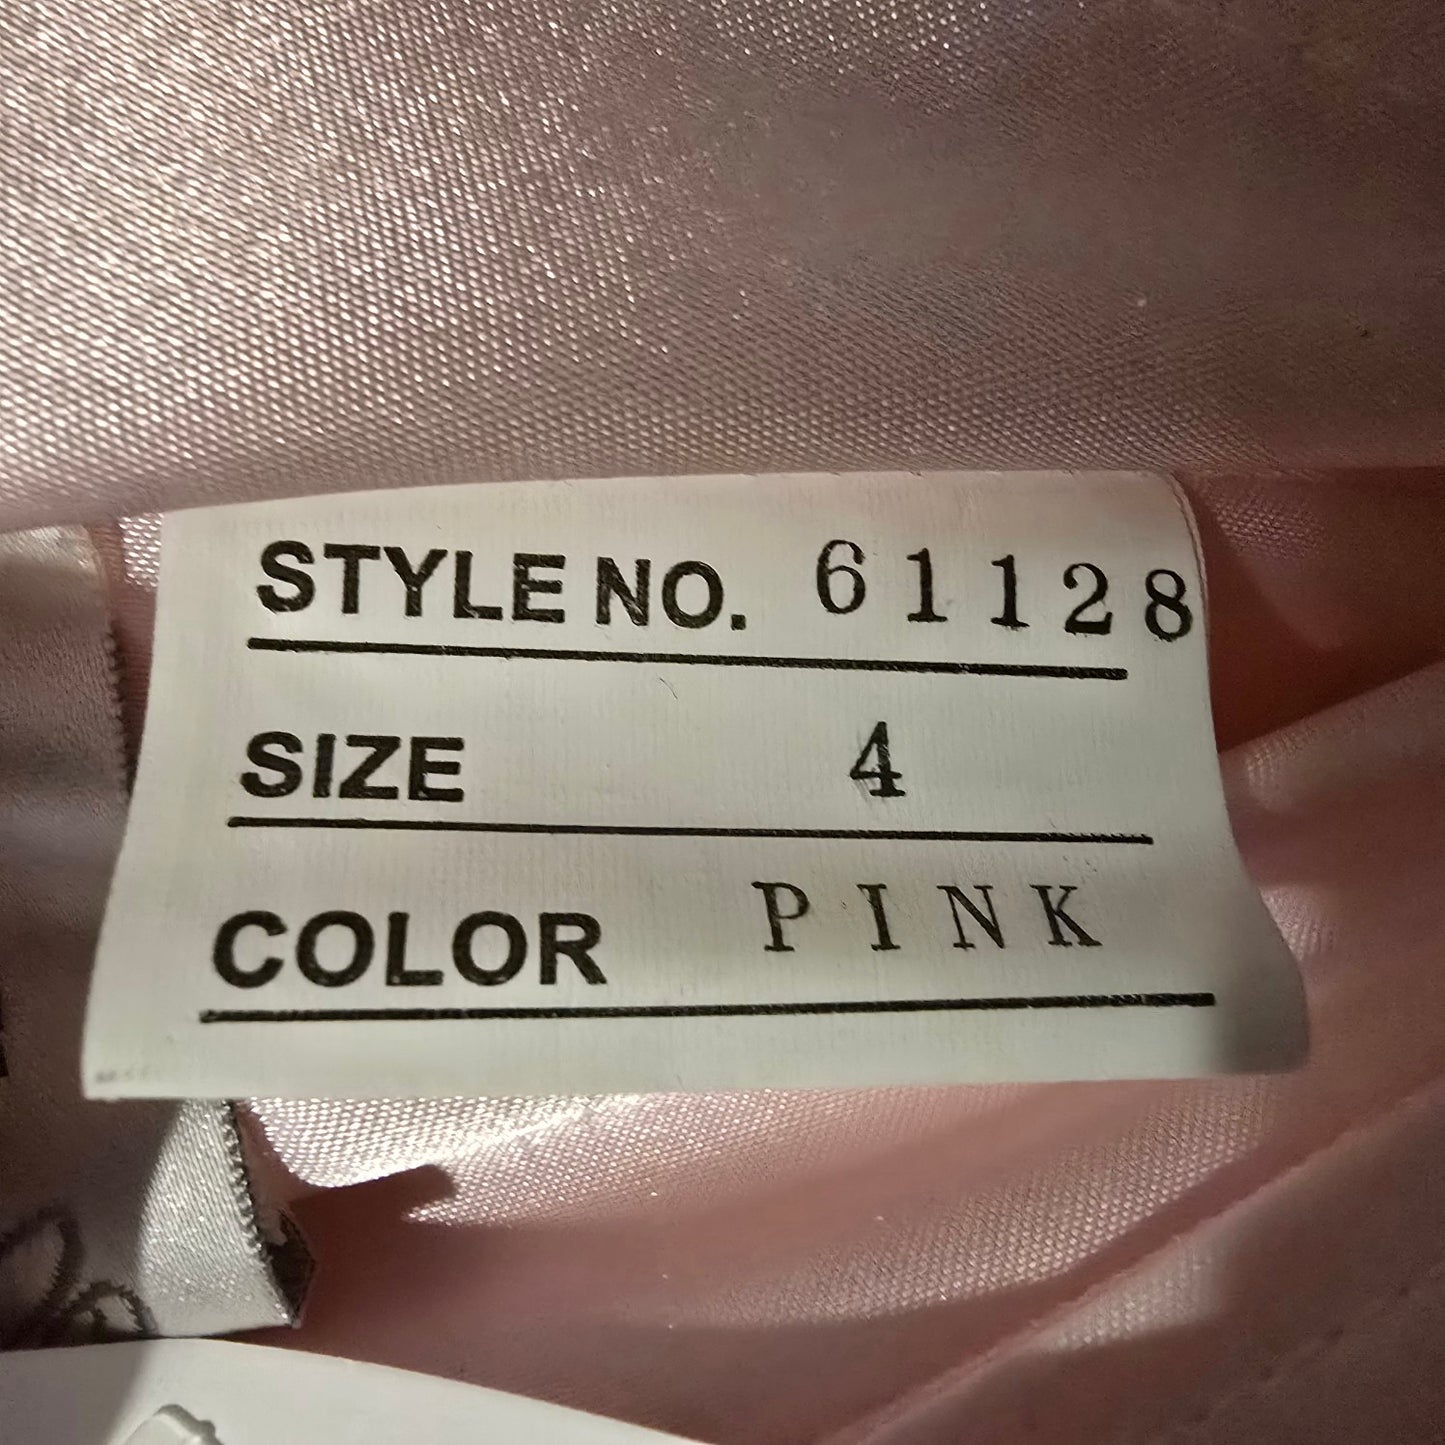 STYLE NO. 61128
SIZE 4
COLOR PINK